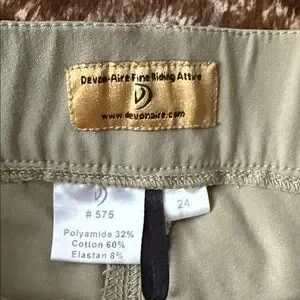 Devon-Aire Fine Riding Attire
www.devonaire.com
# 575
24
Polyamide 32%
Cotton 60%
Elastan 8%